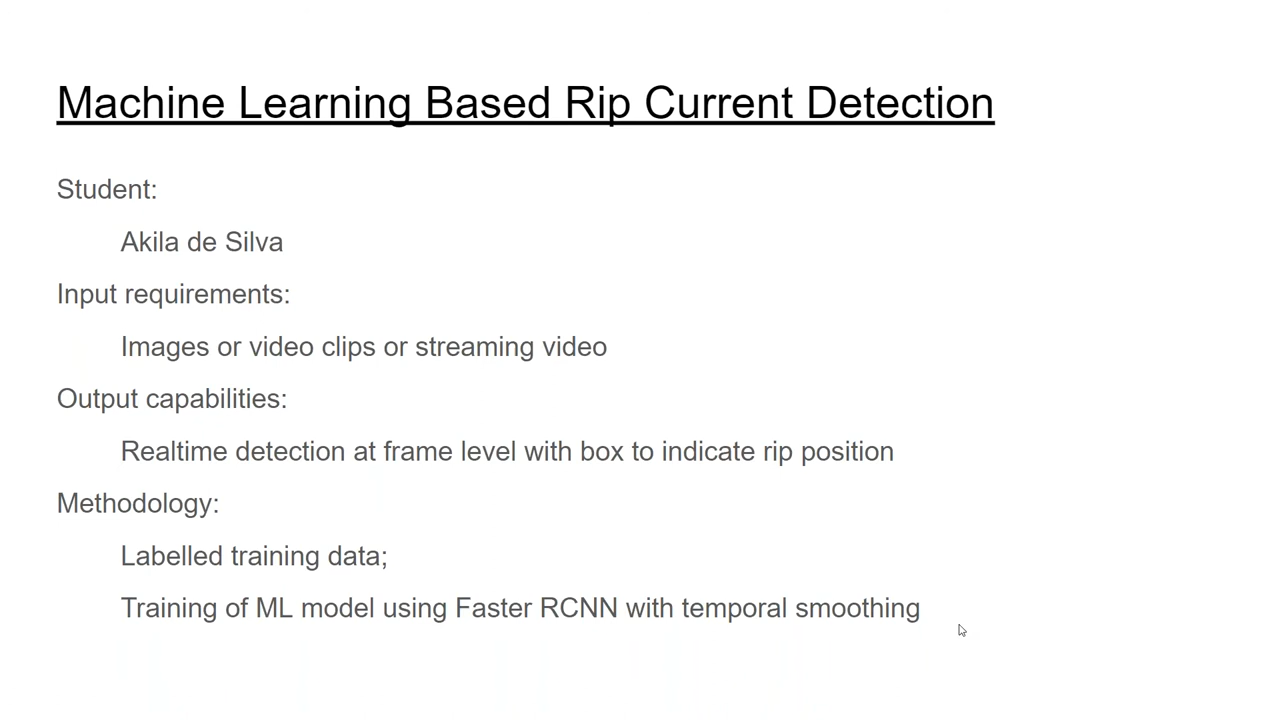 Machine Learning Based Rip Current Detection
Student:
Akila de Silva
Input requirements:
Images or video clips or streaming video
Output capabilities:
Realtime detection at frame level with box to indicate rip position
Methodology:
Labelled training data;
Training of ML model using Faster RCNN with temporal smoothing